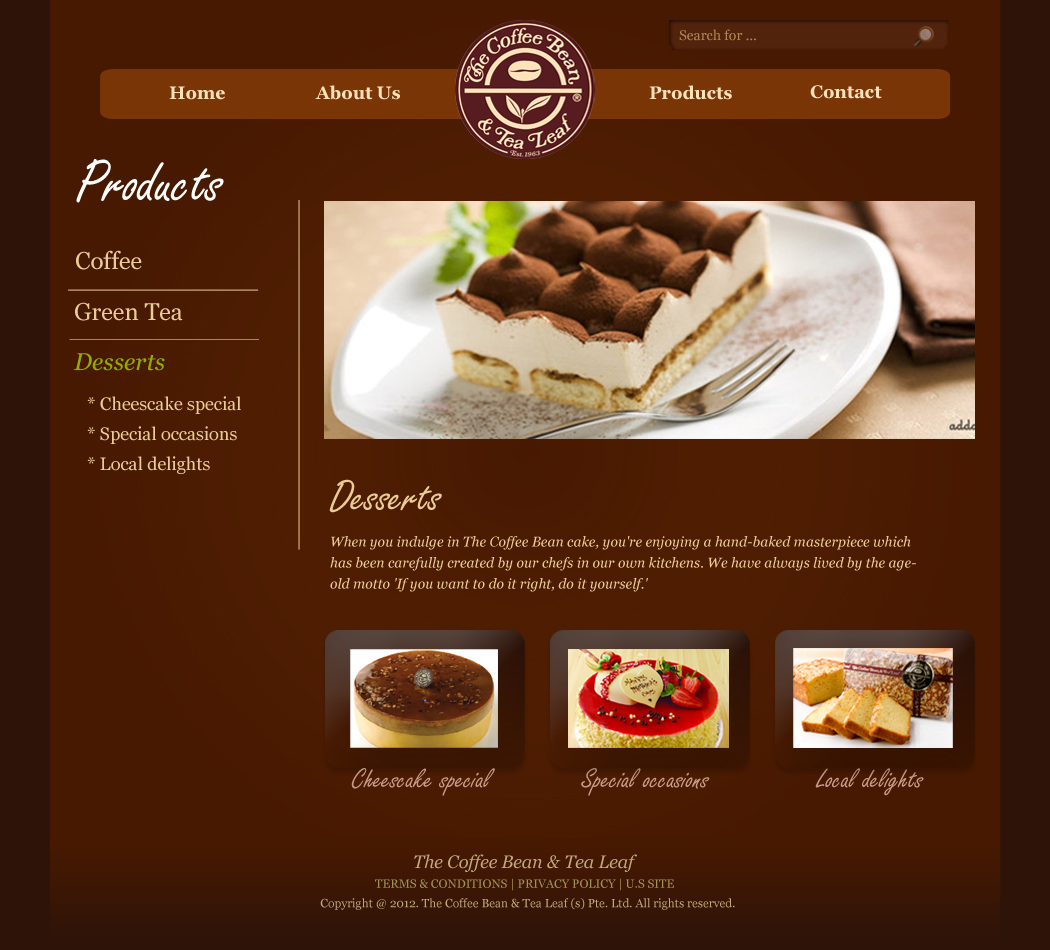 Search for ...
The Coffee Bean
& Tea Leaf
Est. 1963
®
Home
About Us
Products
Contact
Products
Coffee
Green Tea
Desserts
* Cheescake special
* Special occasions
* Local delights
Desserts
When you indulge in The Coffee Bean cake, you're enjoying a hand-baked masterpiece which
has been carefully created by our chefs in our own kitchens. We have always lived by the age-
old motto 'If you want to do it right, do it yourself.'
Cheescake special
Special occasions
Local delights
The Coffee Bean & Tea Leaf
TERMS & CONDITIONS | PRIVACY POLICY | U.S SITE
Copyright @ 2012. The Coffee Bean & Tea Leaf (s) Pte. Ltd. All rights reserved.